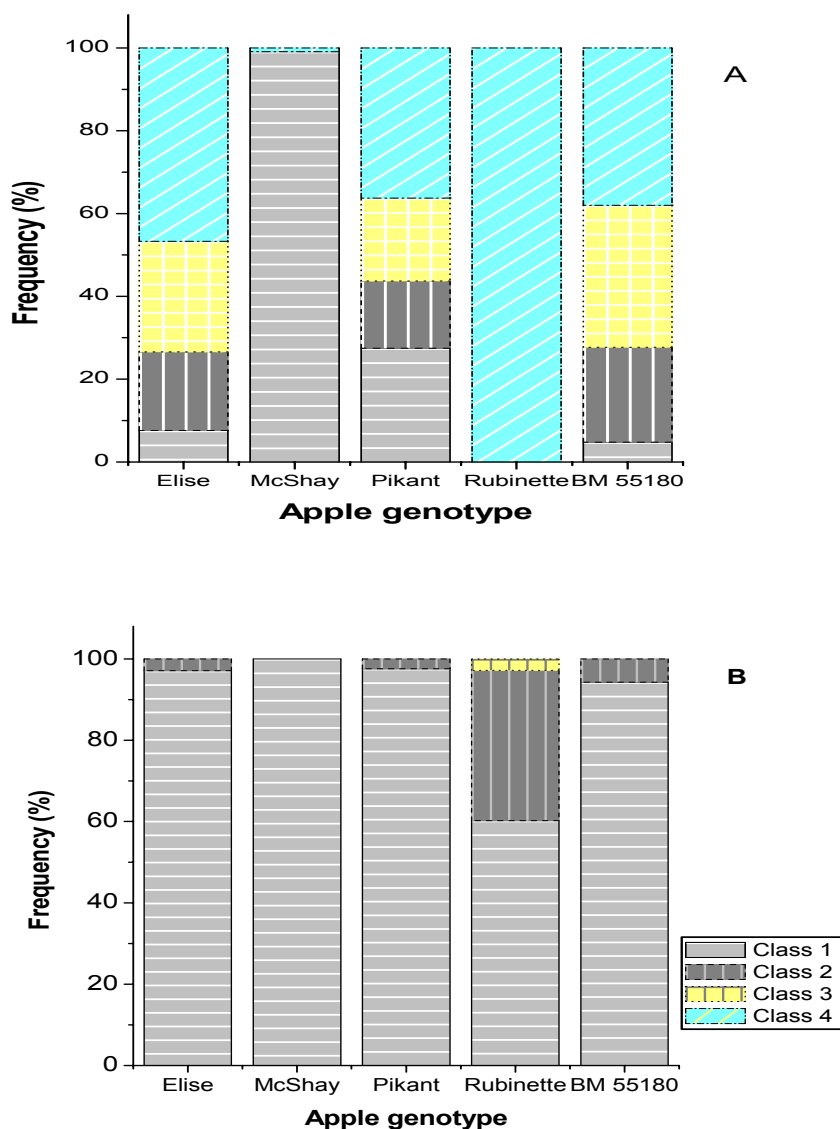 A
100
80
60
40
20
0
Frequency (%)
Elise McShay Pikant Rubinette BM 55180
Apple genotype
B
100
80
60
40
20
0
Frequency (%)
Class 1
Class 2
Class 3
Class 4
Elise McShay Pikant Rubinette BM 55180
Apple genotype